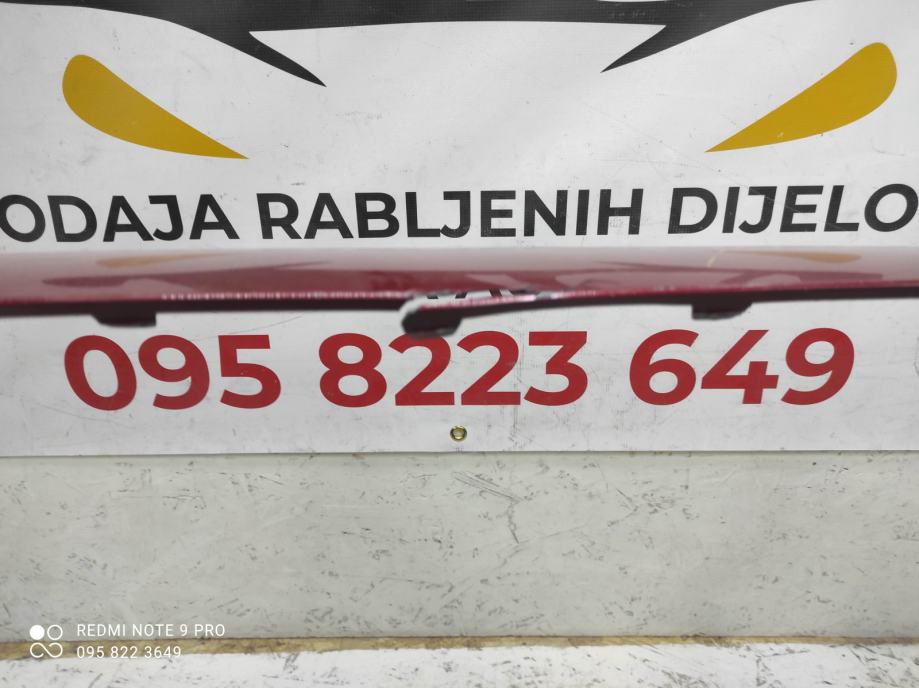 ODAJA RABLJENIH DIJELO
095 8223 649
REDMI NOTE 9 PRO
095 822 3649